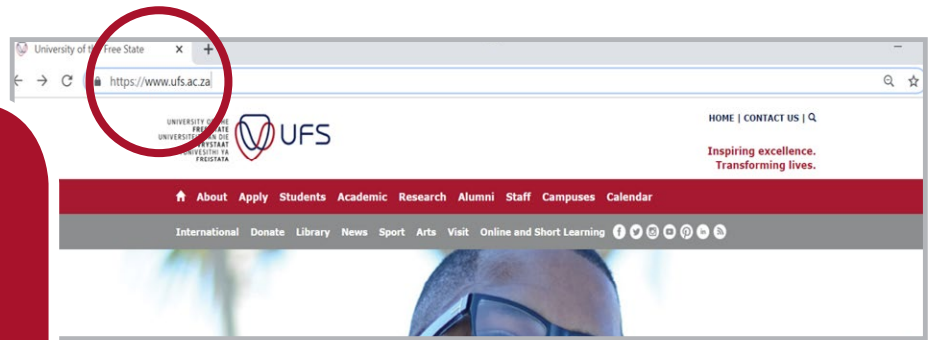 University of the Free State
https://www.ufs.ac.za
HOME | CONTACT US |
UNIVERSITY OF THE
FREE STATE
UNIVERSITEIT VAN DIE
VRYSTAAT
YUNIVESITHI YA
FREISTATA
UFS
Inspiring excellence.
Transforming lives.
About Apply Students Academic Research Alumni Staff Campuses Calendar
International Donate Library News Sport Arts Visit Online and Short Learning